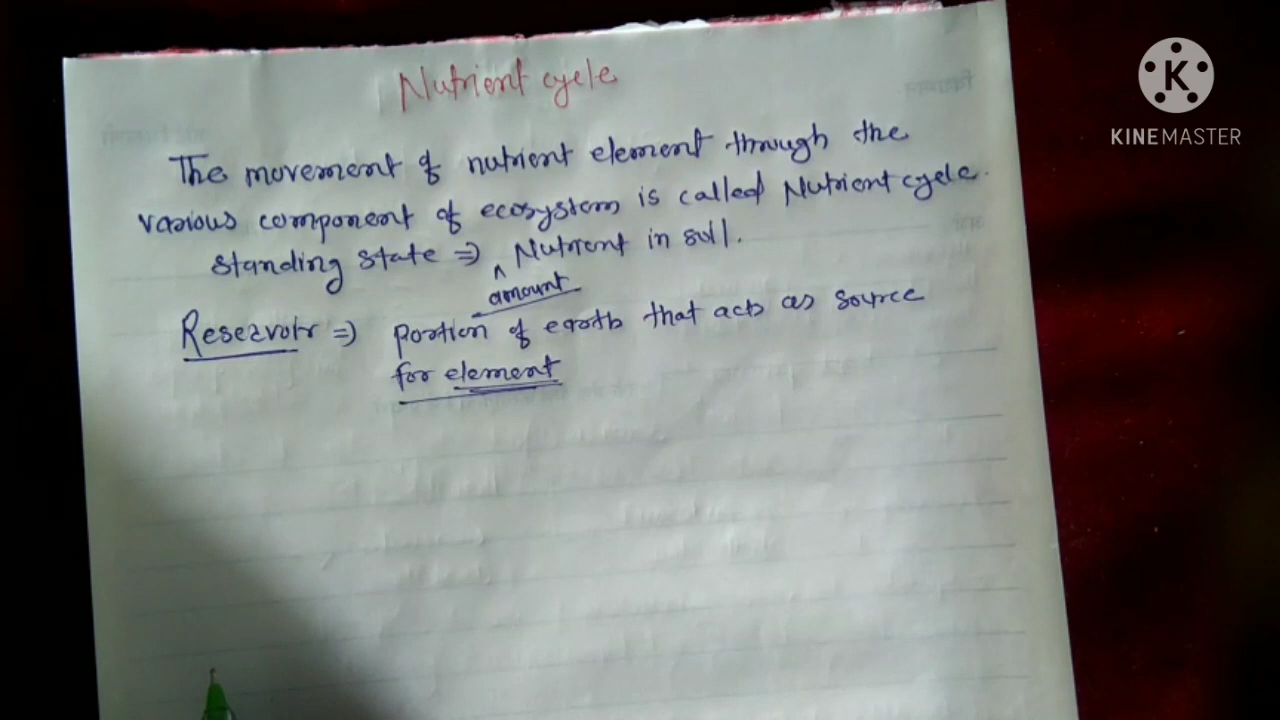 Nutrient cycle
The movement of nutrient element through the
various component of ecosystem is called Nutrient cycle.
Standing state ⇒ ^ Nutrient in soil.
amount
Reservoir ⇒ portion of earth that acts as source
for element
K
KINEMASTER